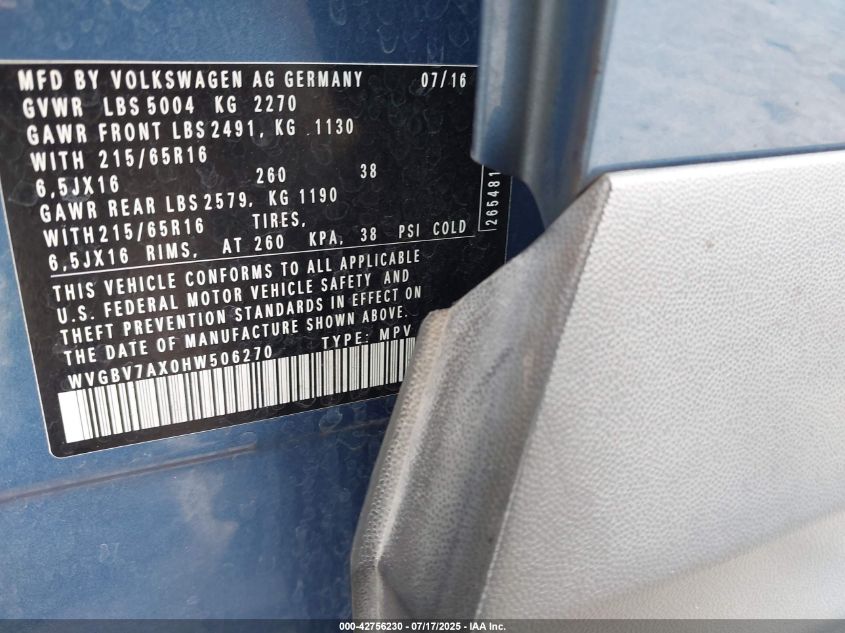 MFD BY VOLKSWAGEN AG GERMANY 07/16
GVWR LBS 5004 KG 2270
GAWR FRONT LBS 2491, KG 1130
WITH 215/65R16
6,5JX16 260 38
GAWR REAR LBS 2579, KG 1190
WITH 215/65R16 TIRES,
6,5JX16 RIMS, AT 260 KPA, 38 PSI COLD
THIS VEHICLE CONFORMS TO ALL APPLICABLE
U.S. FEDERAL MOTOR VEHICLE SAFETY AND
THEFT PREVENTION STANDARDS IN EFFECT ON
THE DATE OF MANUFACTURE SHOWN ABOVE.
WVGBV7AX0HW506270 TYPE: MPV
265481
000-42756230 - 07/17/2025 - IAA Inc.